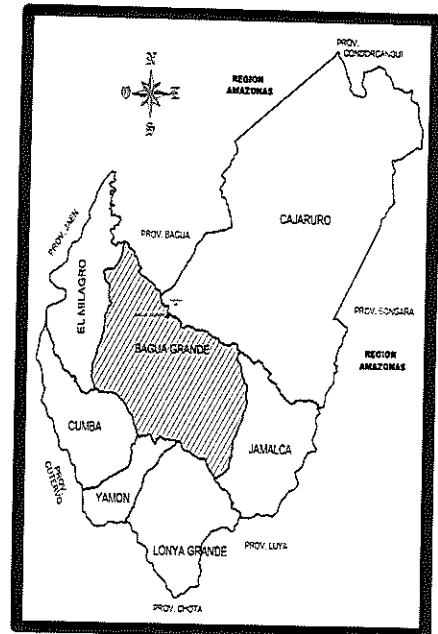 PROV.
CONDORCANQUI
REGION
AMAZONAS
CAJARURO
PROV. JAEN
PROV. BAGUA
EL MILAGRO
PROV. BONGARA
BAGUA GRANDE
REGION
AMAZONAS
CUMBA
JAMALCA
PROV.
CUTERVO
YAMON
LONYA GRANDE
PROV. LUYA
PROV. CHOTA